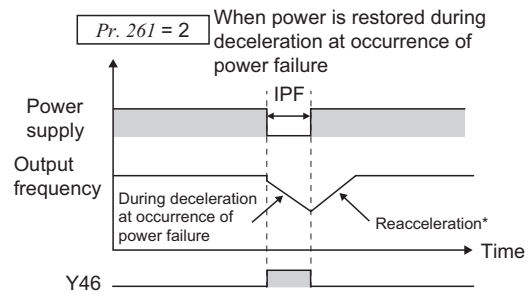 Pr. 261 = 2
When power is restored during
deceleration at occurrence of
power failure
IPF
Power
supply
Output
frequency
During deceleration
at occurrence of
power failure
Reacceleration*
Time
Y46